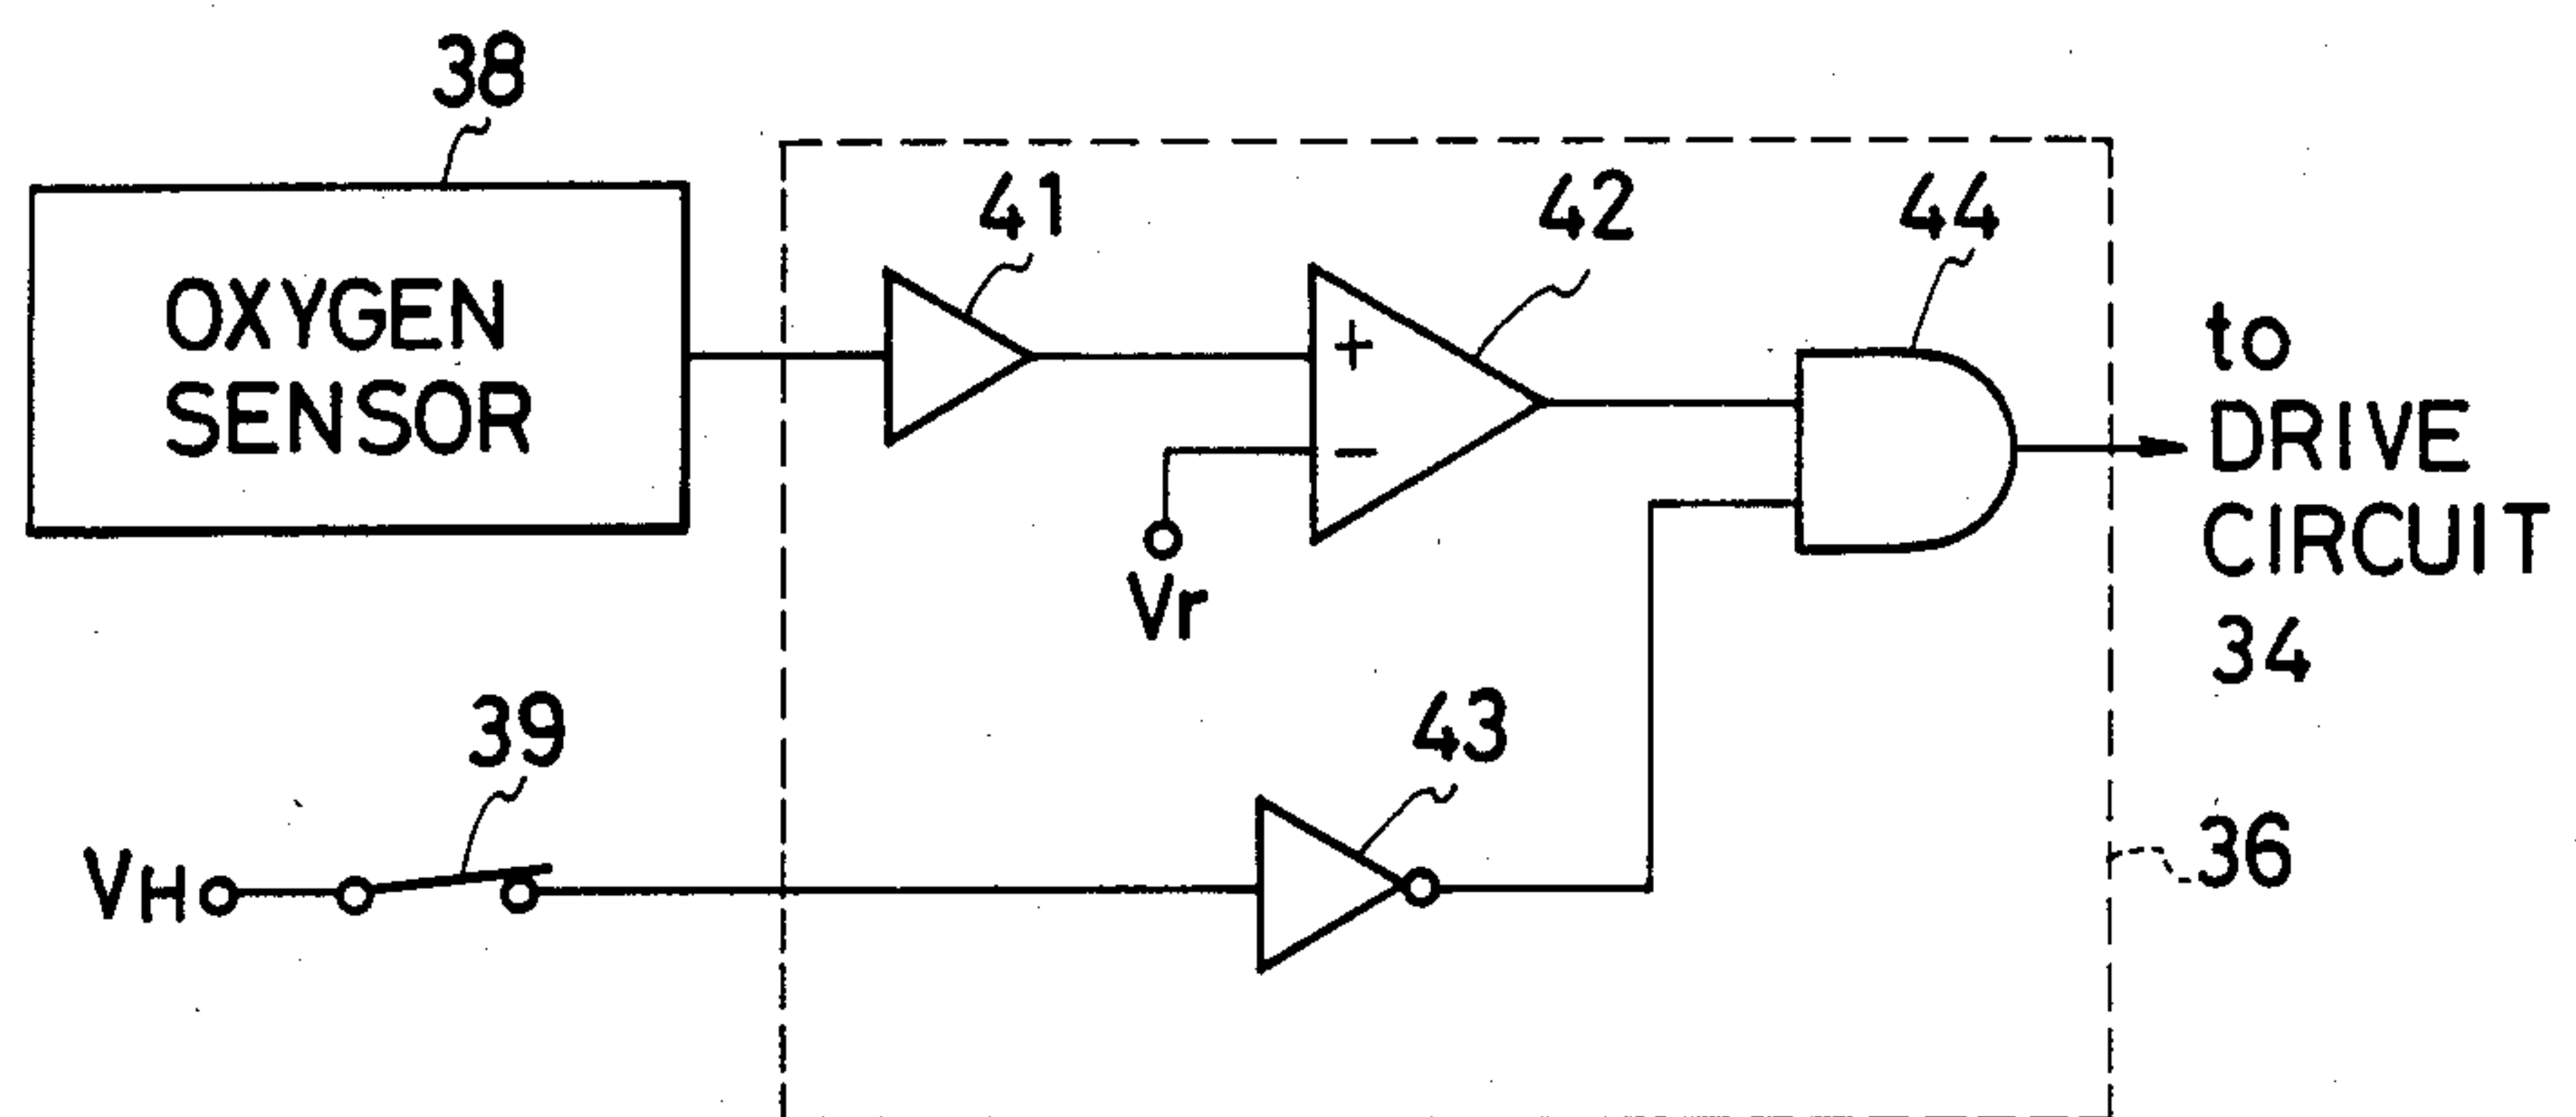 38
OXYGEN
SENSOR
41
+
−
42
44
Vr
to
DRIVE
CIRCUIT
34
VH
39
43
36